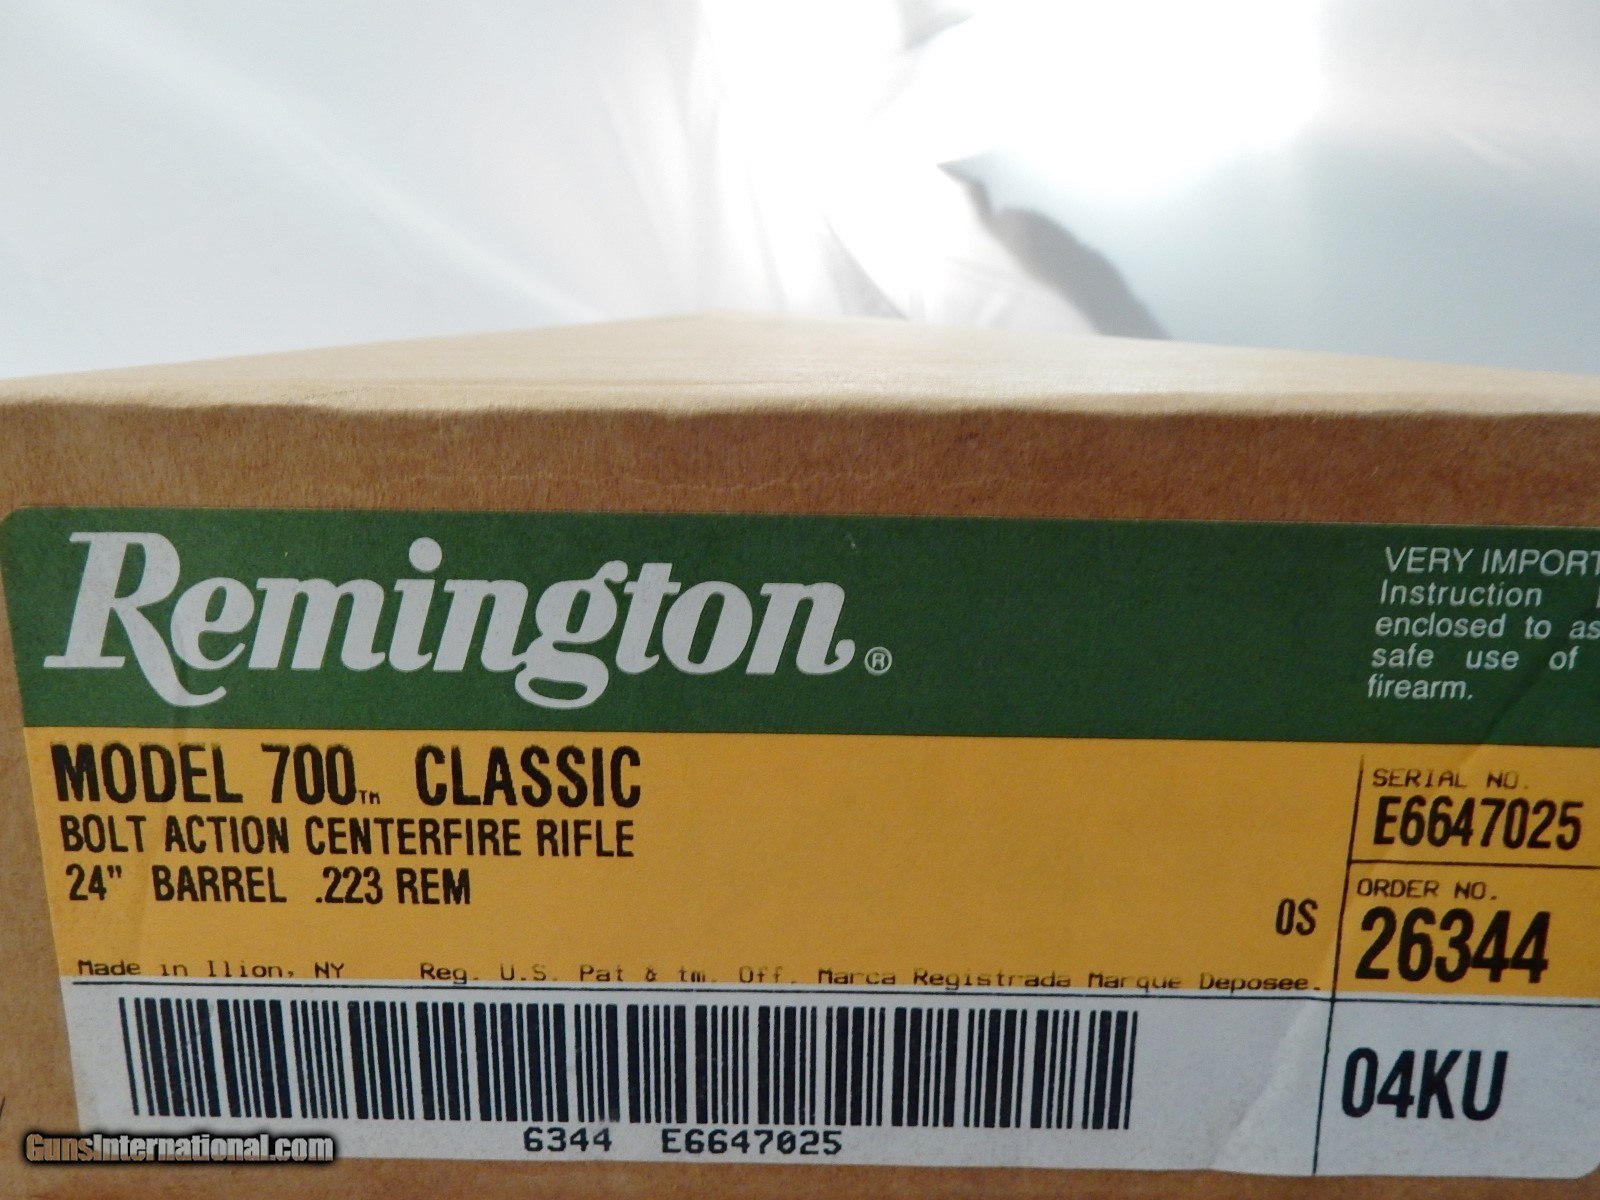 Remington®
VERY IMPORT
Instruction
enclosed to as
safe use of
firearm.
MODEL 700™ CLASSIC
BOLT ACTION CENTERFIRE RIFLE
24" BARREL .223 REM
OS
SERIAL NO.
E6647025
ORDER NO.
26344
Made in Ilion, NY Reg. U.S. Pat & tm. Off. Marca Registrada Marque Deposee.
6344 E6647025
04KU
GunsInternational.com